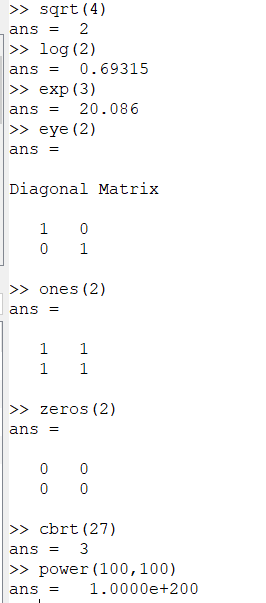 >> sqrt(4)
ans =  2
>> log(2)
ans =  0.69315
>> exp(3)
ans =  20.086
>> eye(2)
ans =
Diagonal Matrix
   1   0
   0   1
>> ones(2)
ans =
   1   1
   1   1
>> zeros(2)
ans =
   0   0
   0   0
>> cbrt(27)
ans =  3
>> power(100,100)
ans =   1.0000e+200